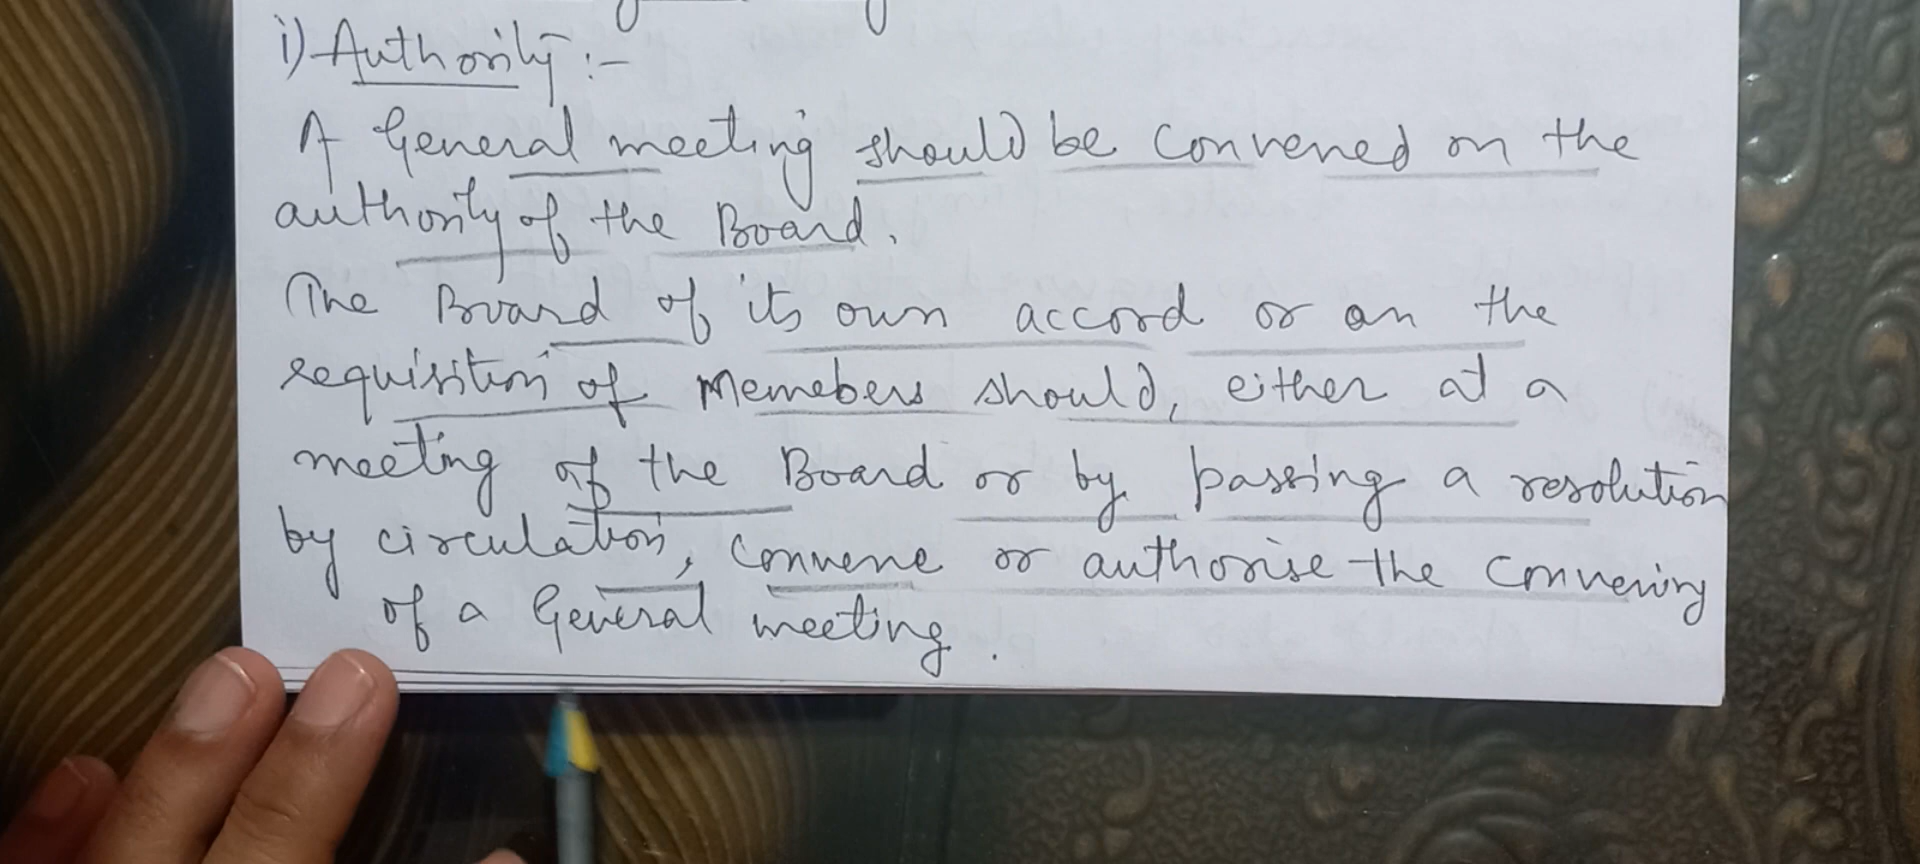 i) Authority :-
A General meeting should be convened on the
authority of the Board.
The Board of its own accord or on the
requisition of Memebers should, either at a
meeting of the Board or by passing a resolution
by circulation, convene or authorise the convening
of a General meeting.